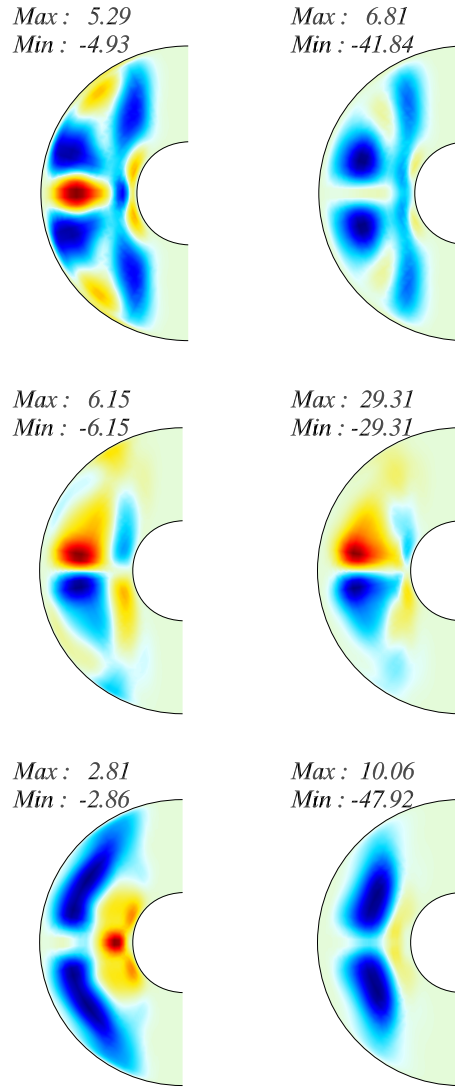 Max : 5.29
Min : -4.93
Max : 6.81
Min : -41.84
Max : 6.15
Min : -6.15
Max : 29.31
Min : -29.31
Max : 2.81
Min : -2.86
Max : 10.06
Min : -47.92